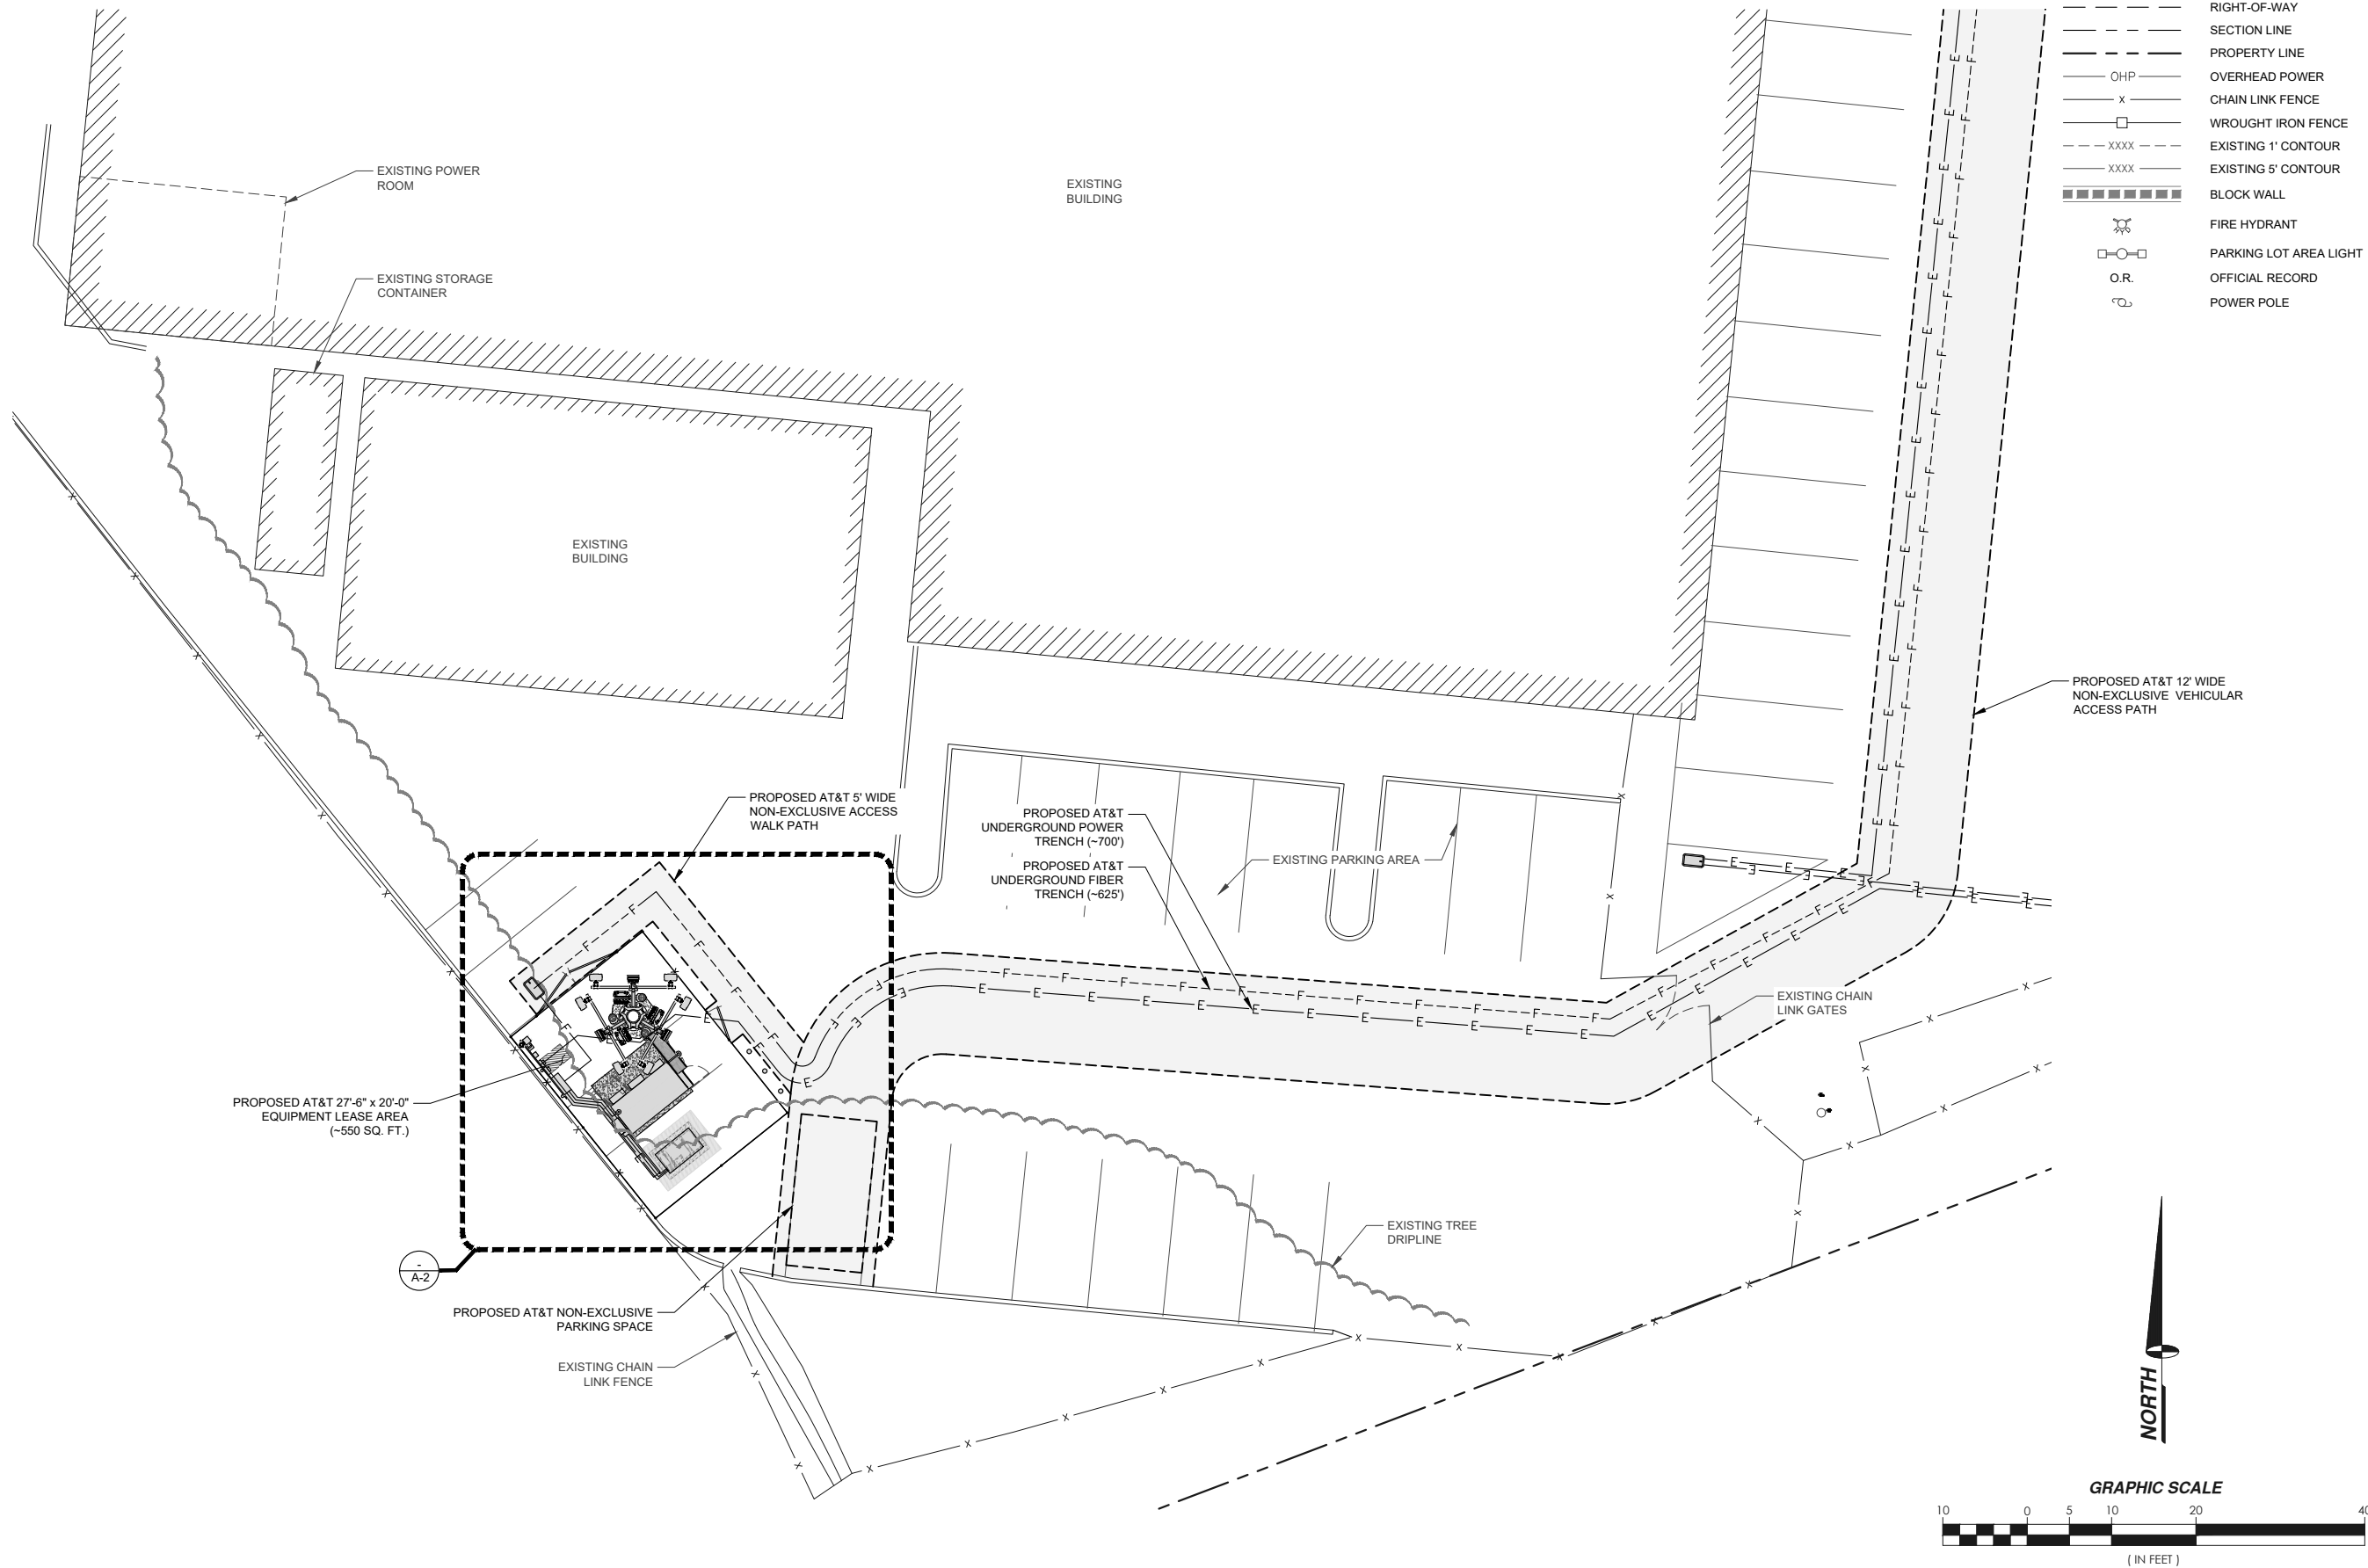 RIGHT-OF-WAY
SECTION LINE
PROPERTY LINE
OHP
OVERHEAD POWER
x
CHAIN LINK FENCE
WROUGHT IRON FENCE
XXXX
EXISTING 1' CONTOUR
XXXX
EXISTING 5' CONTOUR
BLOCK WALL
FIRE HYDRANT
PARKING LOT AREA LIGHT
O.R.
OFFICIAL RECORD
POWER POLE
EXISTING POWER
ROOM
EXISTING
BUILDING
EXISTING STORAGE
CONTAINER
EXISTING
BUILDING
PROPOSED AT&T 12' WIDE
NON-EXCLUSIVE VEHICULAR
ACCESS PATH
PROPOSED AT&T 5' WIDE
NON-EXCLUSIVE ACCESS
WALK PATH
PROPOSED AT&T
UNDERGROUND POWER
TRENCH (~700')
PROPOSED AT&T
UNDERGROUND FIBER
TRENCH (~625')
EXISTING PARKING AREA
EXISTING CHAIN
LINK GATES
PROPOSED AT&T 27'-6" x 20'-0"
EQUIPMENT LEASE AREA
(~550 SQ. FT.)
EXISTING TREE
DRIPLINE
-
A-2
PROPOSED AT&T NON-EXCLUSIVE
PARKING SPACE
EXISTING CHAIN
LINK FENCE
NORTH
GRAPHIC SCALE
10 0 5 10 20 40
( IN FEET )